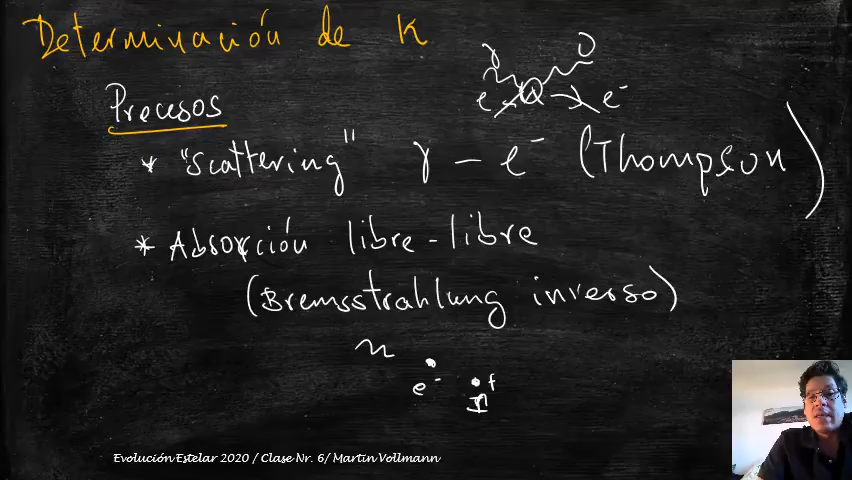 Determinación de K
γ
e⁻ e⁻
Procesos
* "Scattering" γ - e⁻ (Thompson)
* Absorción libre-libre
(Bremsstrahlung inverso)
e⁻
Evolución Estelar 2020 / Clase Nr. 6/ Martin Vollmann